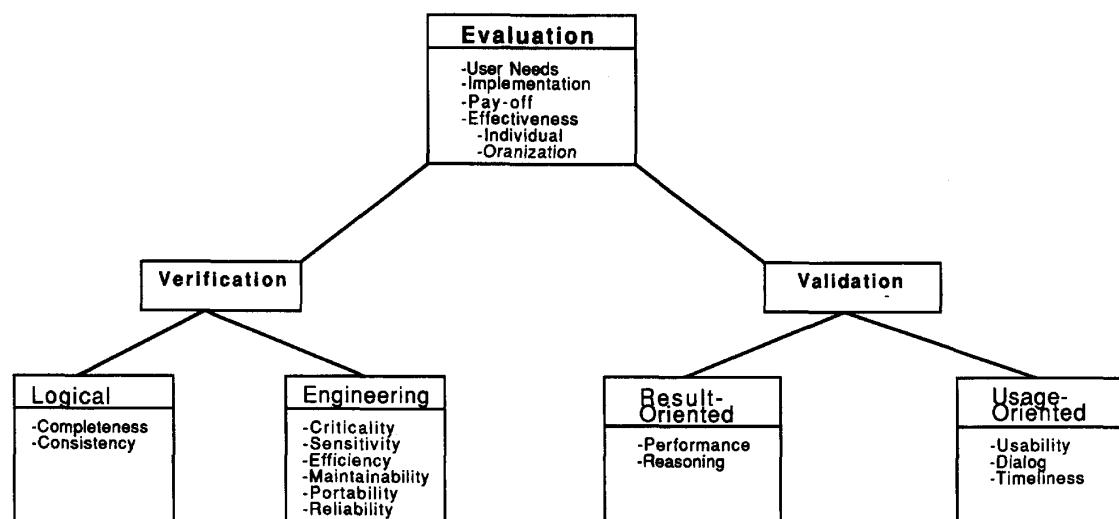 Evaluation
-User Needs
-Implementation
-Pay-off
-Effectiveness
-Individual
-Oranization
Verification
Validation
Logical
-Completeness
-Consistency
Engineering
-Criticality
-Sensitivity
-Efficiency
-Maintainability
-Portability
-Reliability
Result-
Oriented
-Performance
-Reasoning
Usage-
Oriented
-Usability
-Dialog
-Timeliness